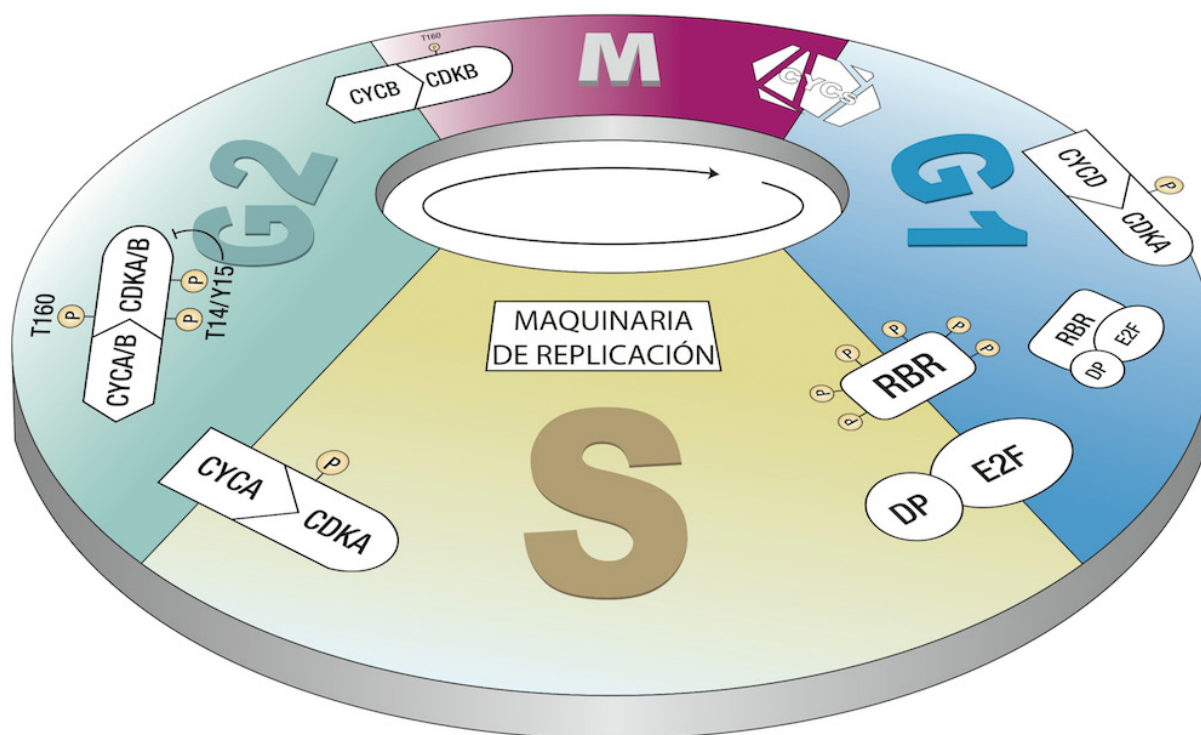 T160
P
CYCB
CDKB
M
CYCs
G2
G1
CYCD
CDKA
P
T160
P
CDKA/B
CYCA/B
P
P
T14/Y15
MAQUINARIA
DE REPLICACIÓN
RBR
P
P
P
P
P
P
RBR
E2F
DP
E2F
DP
CYCA
CDKA
P
S